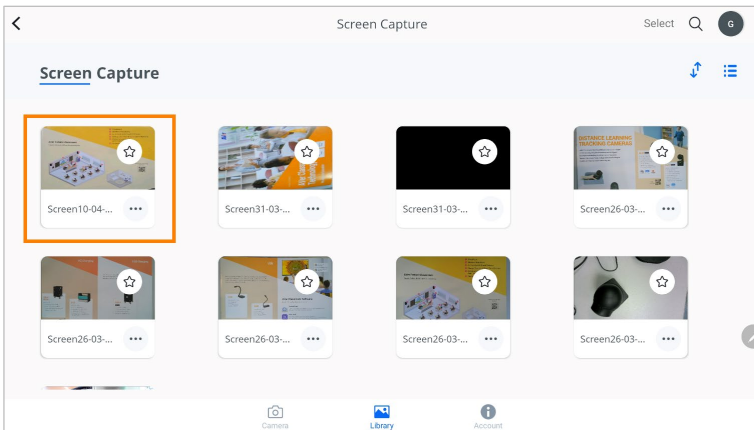 Screen Capture
Select
G
Screen Capture
DISTANCE LEARNING
TRACKING CAMERAS
Screen10-04-...
Screen31-03-...
Screen31-03-...
Screen26-03-...
Screen26-03-...
Screen26-03-...
Screen26-03-...
Screen26-03-...
Camera
Library
Account